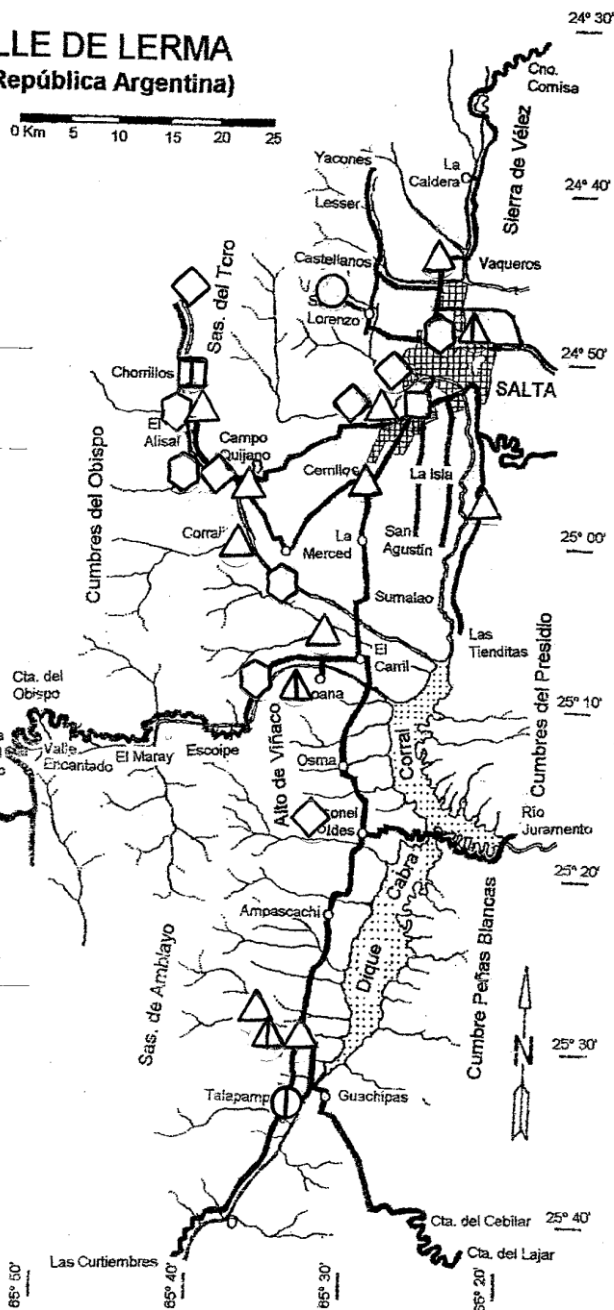 LLE DE LERMA
República Argentina)
0 Km 5 10 15 20 25
24° 30'
Cno.
Cornisa
Sierra de Vélez
Yacones
La
Caldera
24° 40'
Lesser
Castellanos
Vaqueros
Sas. del Toro
Lorenzo
24° 50'
Chorrillos
SALTA
El
Alisal
Campo
Quijano
Cerrillos
La Isla
Cumbres del Obispo
Corral
La
Merced
San
Agustín
25° 00'
Sumalao
Las
Tienditas
El
Carril
Cumbres del Presidio
Cta. del
Obispo
oana
25° 10'
Valle
Encantado
El Maray
Escoipe
Alto de Viñaco
Osma
Corral
onel
oldes
Río
Juramento
25° 20'
Cabra
Ampascachi
Sas. de Amblayo
Dique
Cumbre Peñas Blancas
N
25° 30'
Talapamp
Guachipas
Cta. del Cebilar
25° 40'
Cta. del Lajar
Las Curtiembres
65° 50'
65° 40'
65° 30'
65° 20'